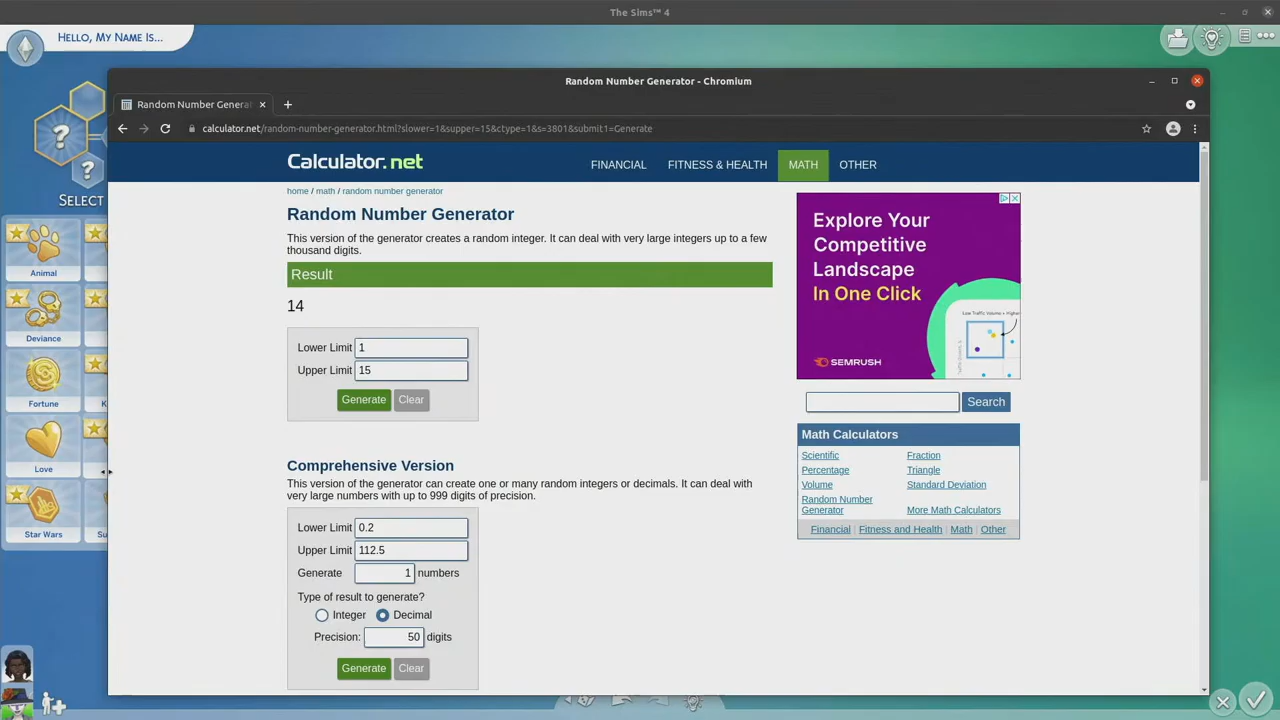 The Sims™ 4
HELLO, MY NAME IS...
Random Number Generator - Chromium
Random Number Genera
calculator.net/random-number-generator.html?slower=1&supper=15&ctype=1&s=3801&submit1=Generate
Calculator.net
FINANCIAL
FITNESS & HEALTH
MATH
OTHER
home / math / random number generator
Random Number Generator
This version of the generator creates a random integer. It can deal with very large integers up to a few
thousand digits.
Result
14
Lower Limit 1
Upper Limit 15
Generate
Clear
Comprehensive Version
This version of the generator can create one or many random integers or decimals. It can deal with
very large numbers with up to 999 digits of precision.
Lower Limit 0.2
Upper Limit 112.5
Generate 1 numbers
Type of result to generate?
Integer
Decimal
Precision: 50 digits
Generate
Clear
Explore Your
Competitive
Landscape
In One Click
SEMRUSH
Search
Math Calculators
Scientific
Fraction
Percentage
Triangle
Volume
Standard Deviation
Random Number
Generator
More Math Calculators
Financial | Fitness and Health | Math | Other
SELECT
Animal
Deviance
Fortune
K
Love
Star Wars
Su